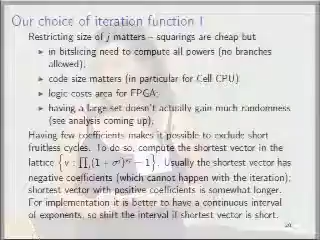 Our choice of iteration function I
Restricting size of j matters – squarings are cheap but
in bitslicing need to compute all powers (no branches
allowed);
code size matters (in particular for Cell CPU);
logic costs area for FPGA;
having a large set doesn't actually gain much randomness
(see analysis coming up);
Having few coefficients makes it possible to exclude short
fruitless cycles. To do so, compute the shortest vector in the
lattice {v : ∏ⱼ(1 + σʲ)ᵛʲ = 1}. Usually the shortest vector has
negative coefficients (which cannot happen with the iteration);
shortest vector with positive coefficients is somewhat longer.
For implementation it is better to have a continuous interval
of exponents, so shift the interval if shortest vector is short.